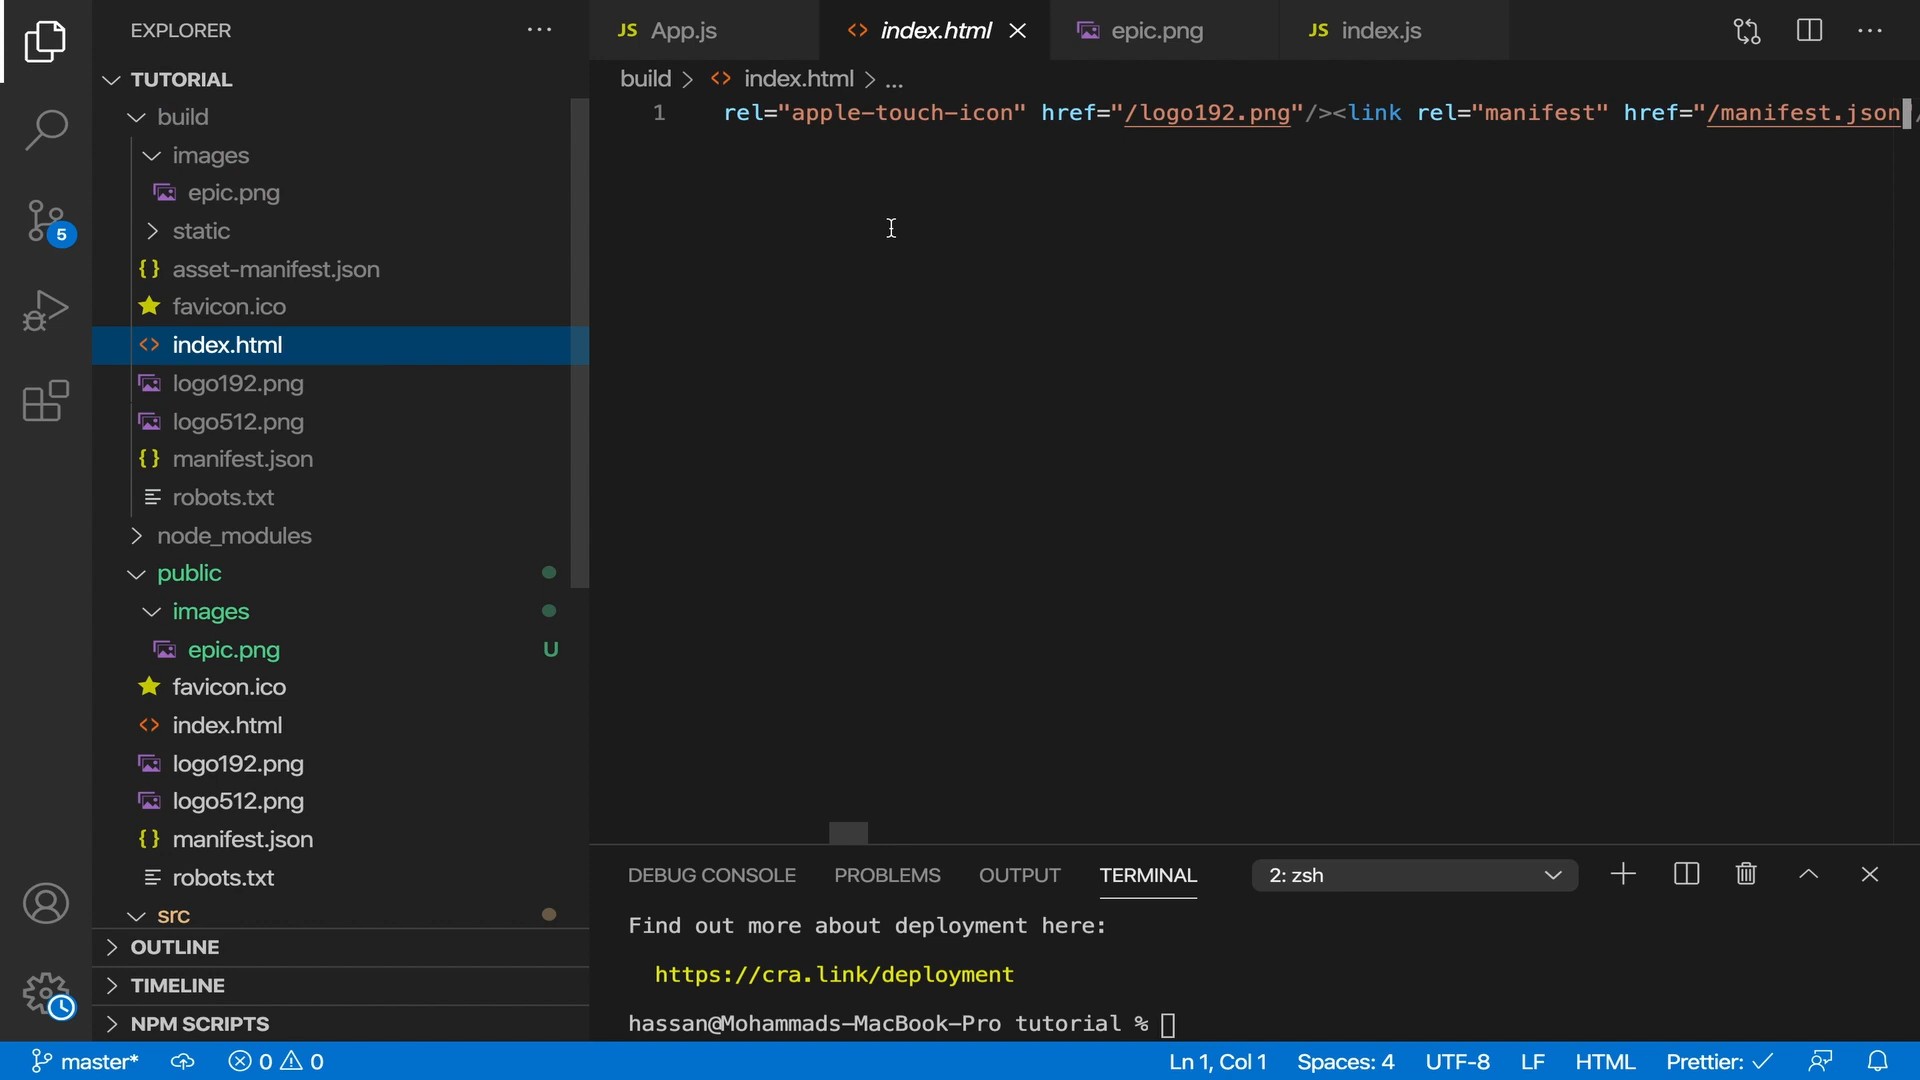 EXPLORER
TUTORIAL
build
images
epic.png
static
asset-manifest.json
favicon.ico
index.html
logo192.png
logo512.png
manifest.json
robots.txt
node_modules
public
images
epic.png U
favicon.ico
index.html
logo192.png
logo512.png
manifest.json
robots.txt
src
OUTLINE
TIMELINE
NPM SCRIPTS
5
JS App.js
<> index.html
epic.png
JS index.js
build > <> index.html > ...
1 rel="apple-touch-icon" href="/logo192.png"/><link rel="manifest" href="/manifest.json
DEBUG CONSOLE PROBLEMS OUTPUT TERMINAL 2: zsh
Find out more about deployment here:
https://cra.link/deployment
hassan@Mohammads-MacBook-Pro tutorial %
master* 0 0 Ln 1, Col 1 Spaces: 4 UTF-8 LF HTML Prettier: ✓